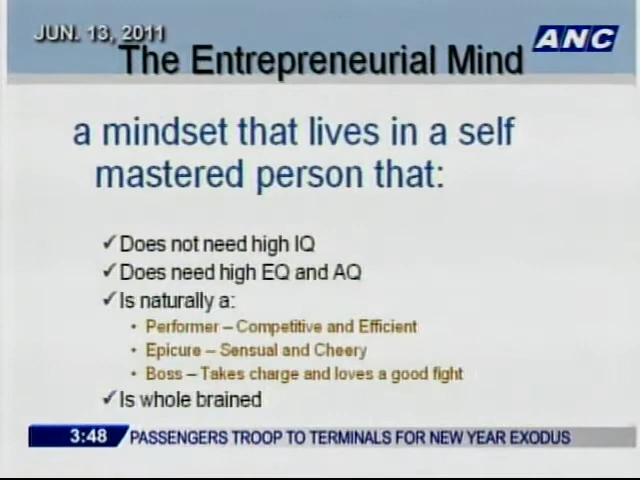 JUN. 13, 2011
ANC
The Entrepreneurial Mind
a mindset that lives in a self
mastered person that:
✓Does not need high IQ
✓Does need high EQ and AQ
✓Is naturally a:
• Performer – Competitive and Efficient
• Epicure – Sensual and Cheery
• Boss – Takes charge and loves a good fight
✓Is whole brained
3:48 PASSENGERS TROOP TO TERMINALS FOR NEW YEAR EXODUS